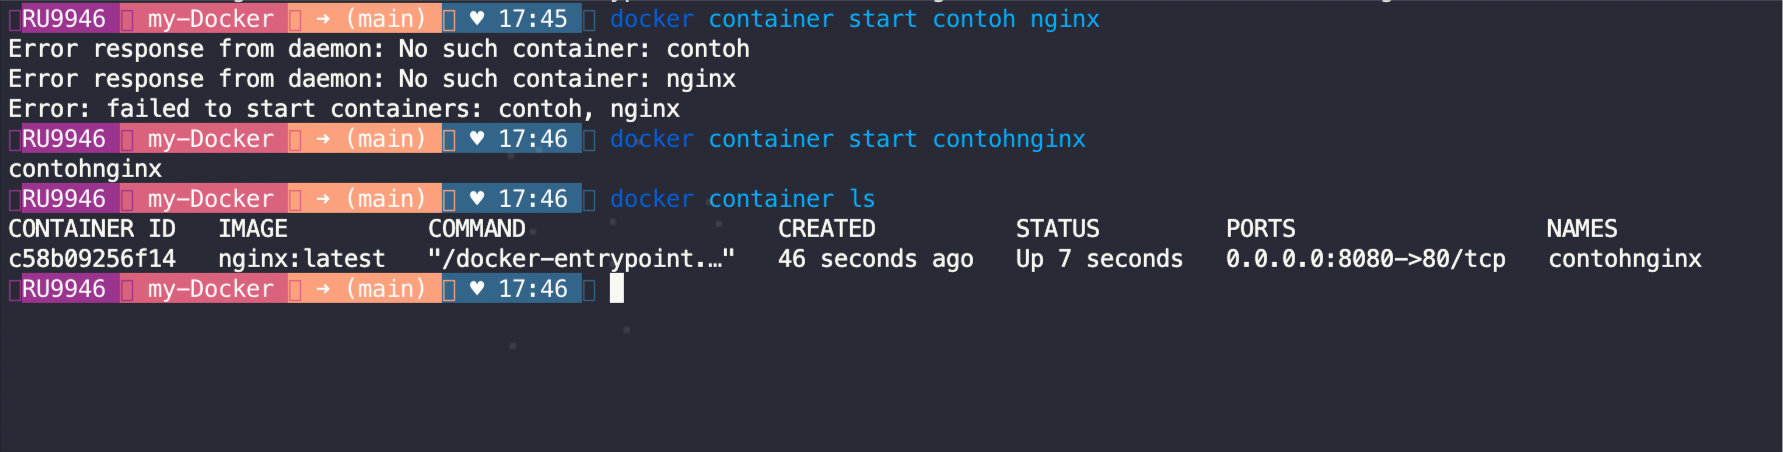 RU9946 my-Docker → (main) ♥ 17:45 docker container start contoh nginx
Error response from daemon: No such container: contoh
Error response from daemon: No such container: nginx
Error: failed to start containers: contoh, nginx
RU9946 my-Docker → (main) ♥ 17:46 docker container start contohnginx
contohnginx
RU9946 my-Docker → (main) ♥ 17:46 docker container ls
CONTAINER ID IMAGE COMMAND CREATED STATUS PORTS NAMES
c58b09256f14 nginx:latest "/docker-entrypoint.…" 46 seconds ago Up 7 seconds 0.0.0.0:8080->80/tcp contohnginx
RU9946 my-Docker → (main) ♥ 17:46